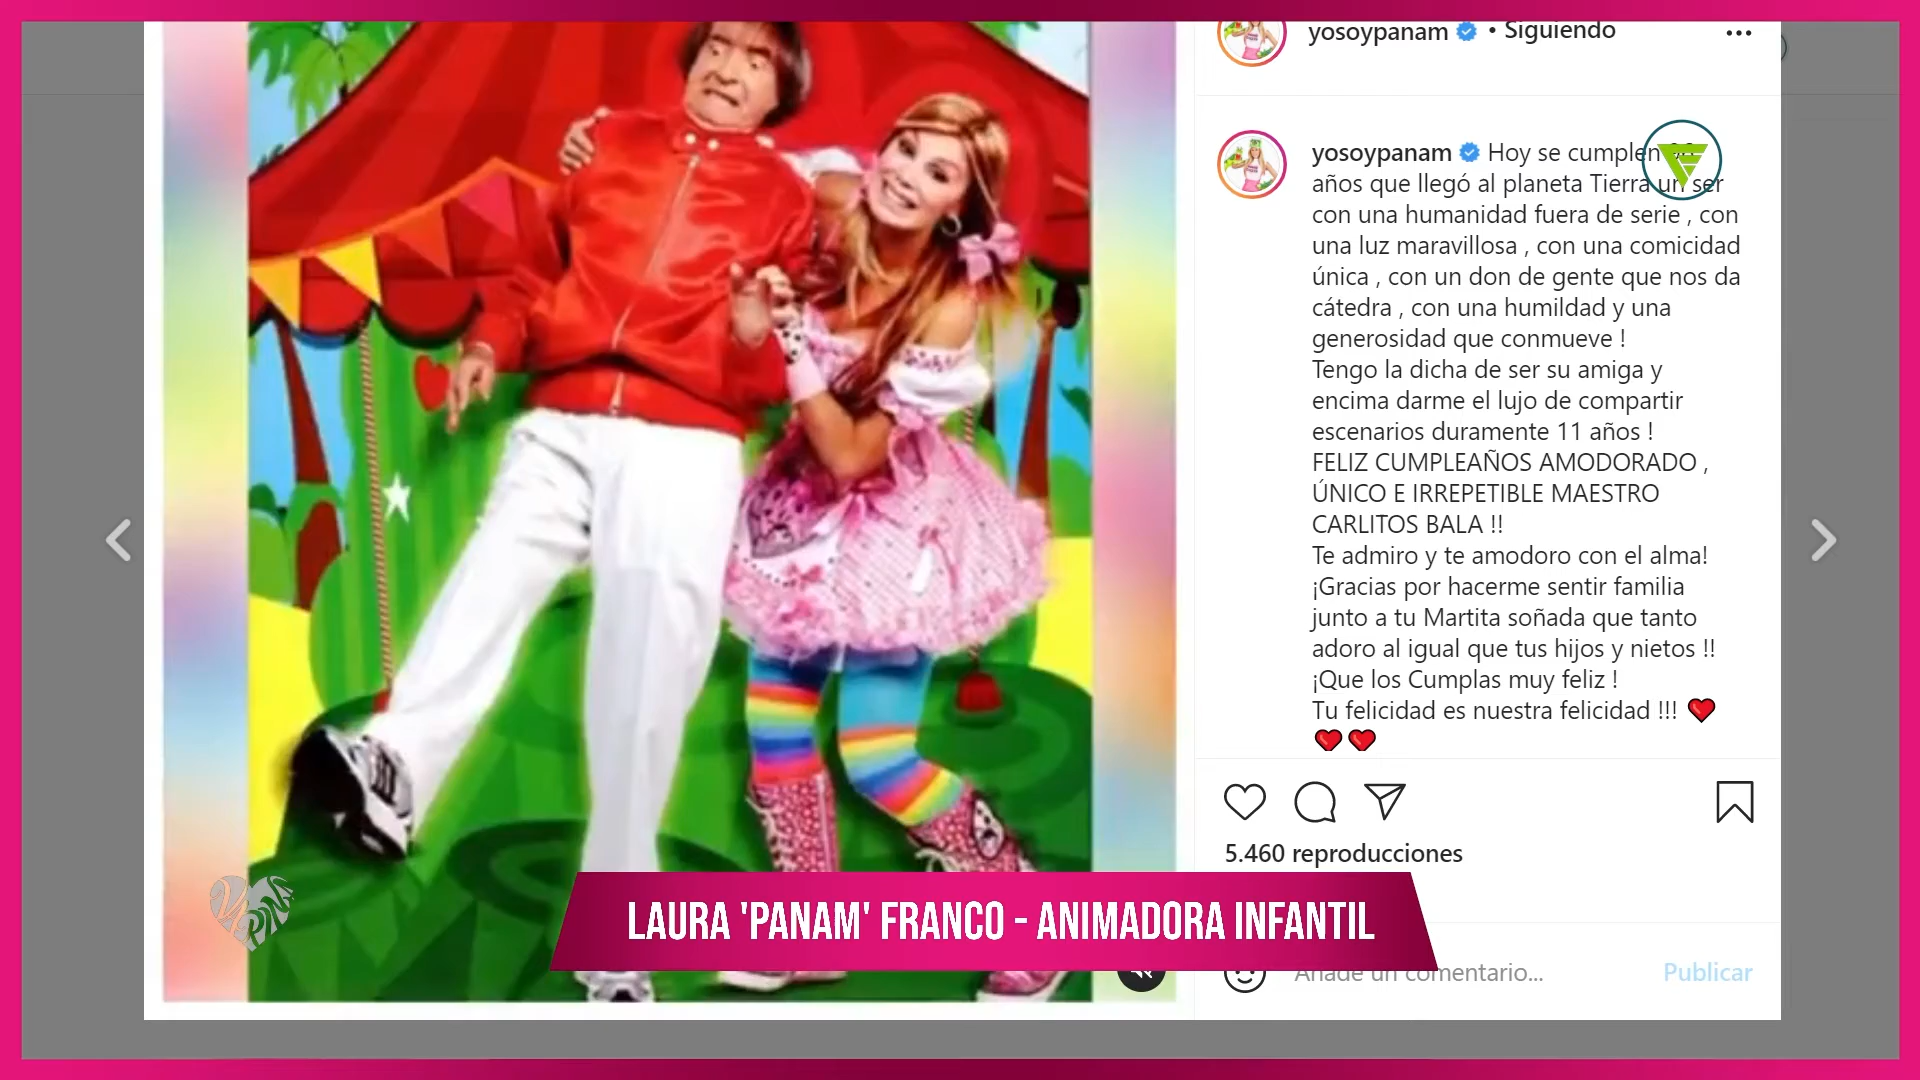 yosoypanam • Siguiendo
yosoypanam Hoy se cumplen
años que llegó al planeta Tierra un ser
con una humanidad fuera de serie , con
una luz maravillosa , con una comicidad
única , con un don de gente que nos da
cátedra , con una humildad y una
generosidad que conmueve !
Tengo la dicha de ser su amiga y
encima darme el lujo de compartir
escenarios duramente 11 años !
FELIZ CUMPLEAÑOS AMODORADO ,
ÚNICO E IRREPETIBLE MAESTRO
CARLITOS BALA !!
Te admiro y te amodoro con el alma!
¡Gracias por hacerme sentir familia
junto a tu Martita soñada que tanto
adoro al igual que tus hijos y nietos !!
¡Que los Cumplas muy feliz !
Tu felicidad es nuestra felicidad !!! ❤️
❤️❤️
5.460 reproducciones
LAURA 'PANAM' FRANCO - ANIMADORA INFANTIL
Añade un comentario... Publicar